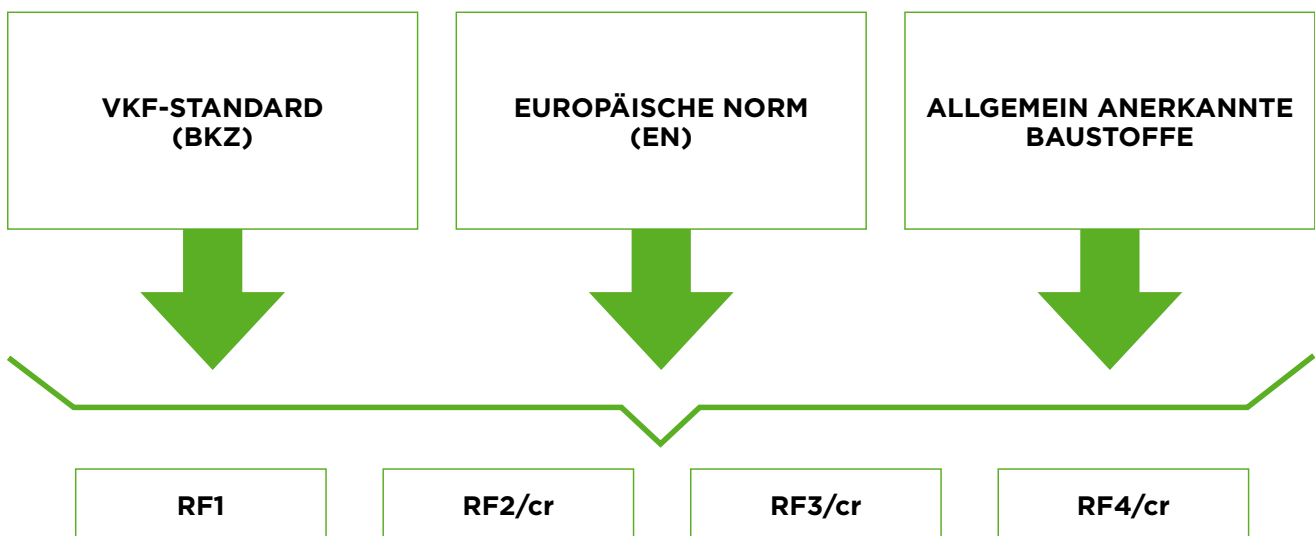 VKF-STANDARD
(BKZ)
EUROPÄISCHE NORM
(EN)
ALLGEMEIN ANERKANNTE
BAUSTOFFE
RF1
RF2/cr
RF3/cr
RF4/cr